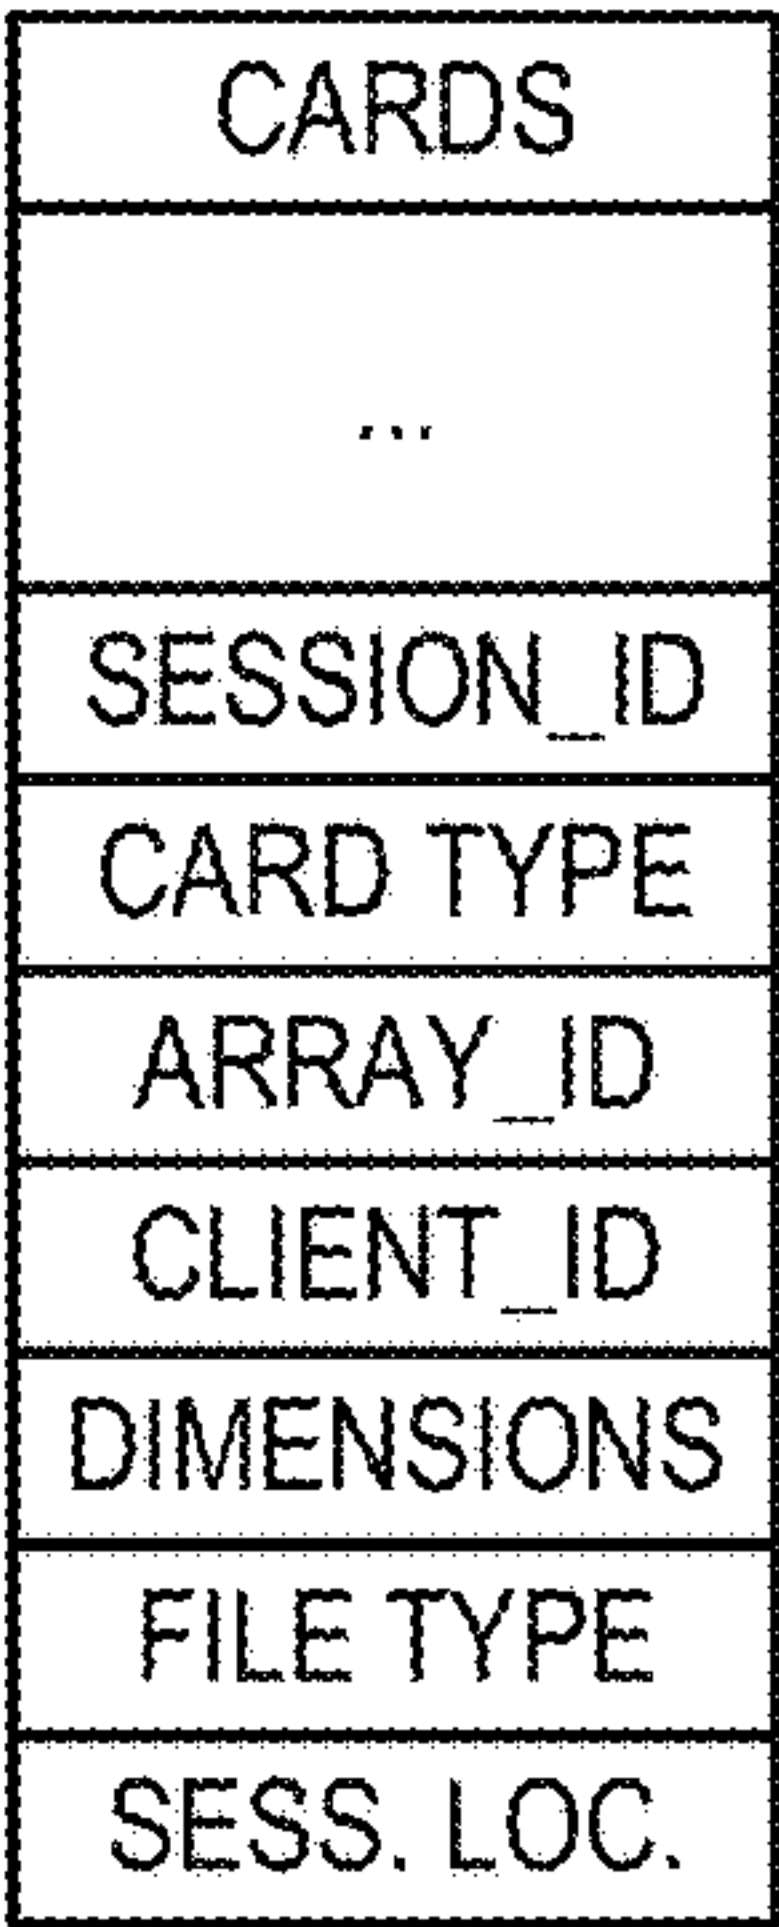 CARDS
...
SESSION_ID
CARD TYPE
ARRAY_ID
CLIENT_ID
DIMENSIONS
FILE TYPE
SESS. LOC.